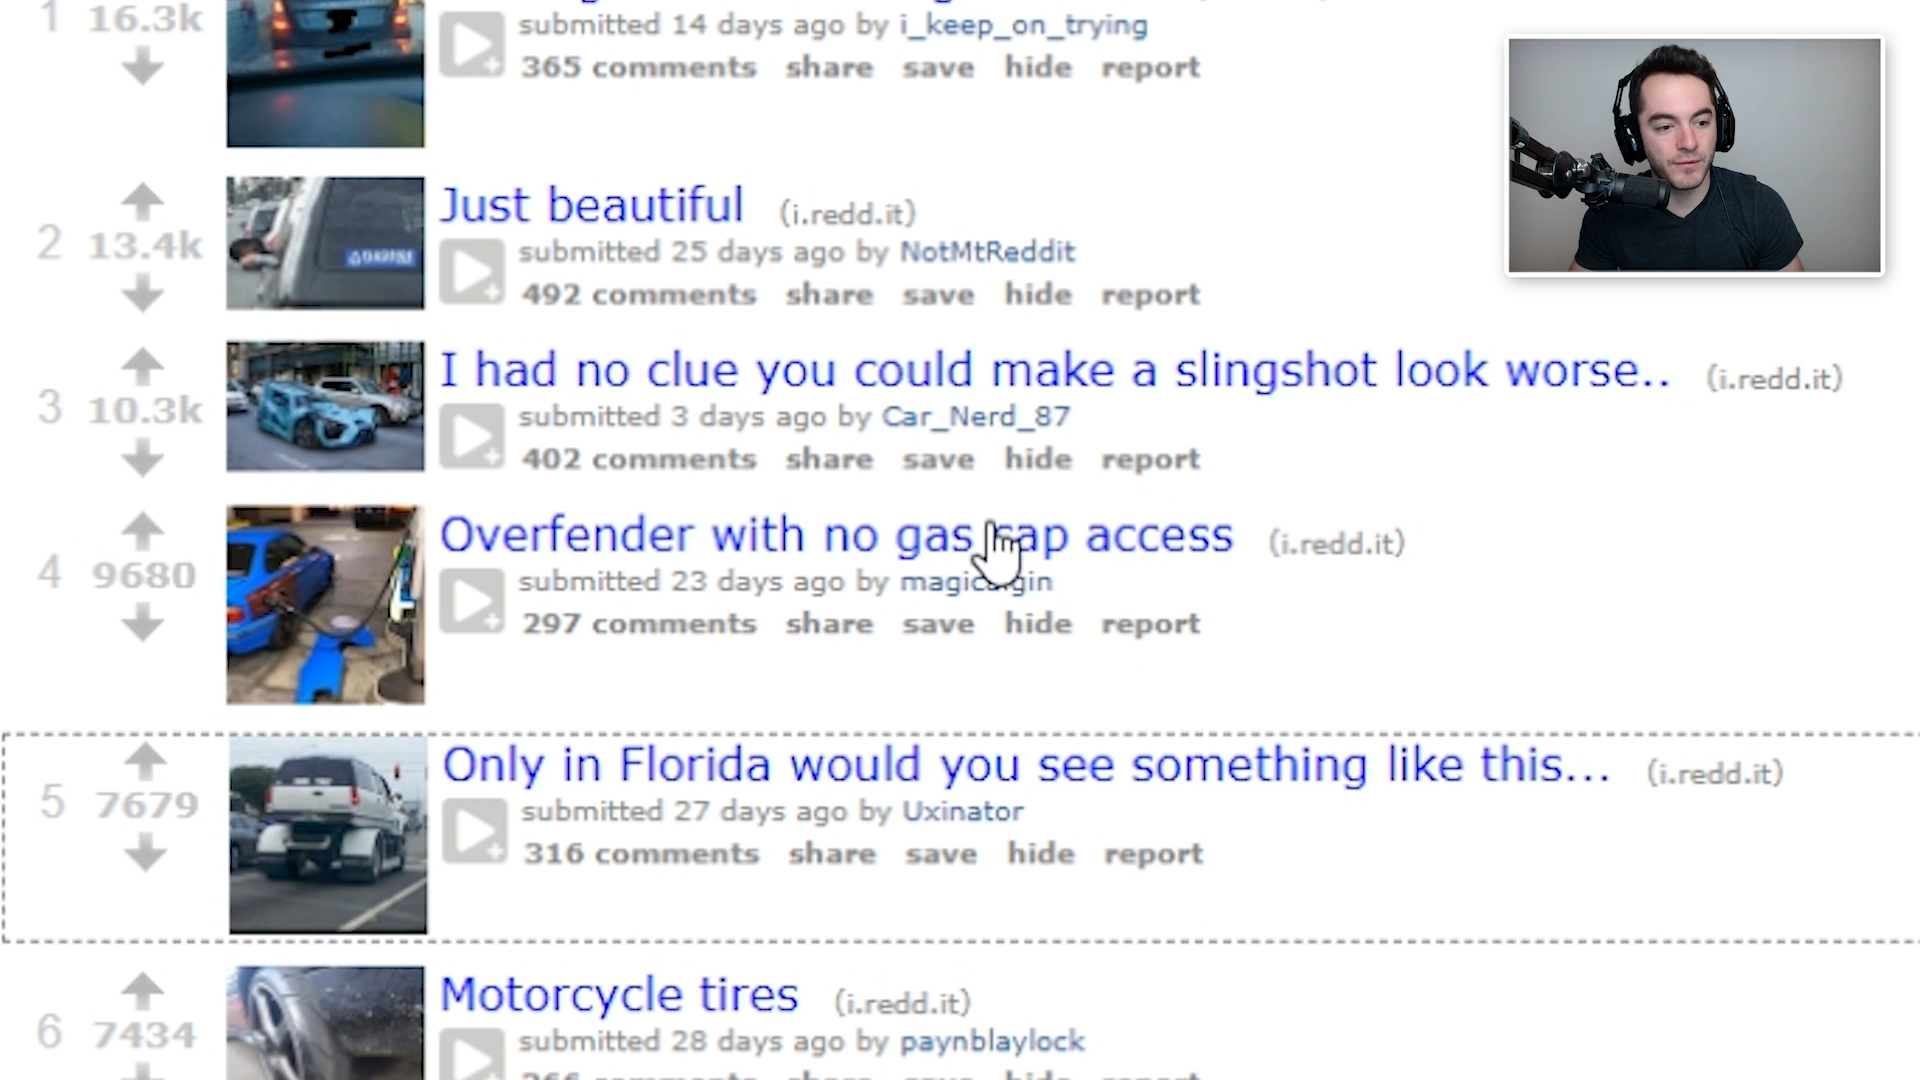 1 16.3k
submitted 14 days ago by i_keep_on_trying
365 comments share save hide report
Just beautiful (i.redd.it)
2 13.4k
submitted 25 days ago by NotMtReddit
492 comments share save hide report
I had no clue you could make a slingshot look worse.. (i.redd.it)
3 10.3k
submitted 3 days ago by Car_Nerd_87
402 comments share save hide report
Overfender with no gas cap access (i.redd.it)
4 9680
submitted 23 days ago by
297 comments share save hide report
Only in Florida would you see something like this... (i.redd.it)
5 7679
submitted 27 days ago by Uxinator
316 comments share save hide report
Motorcycle tires (i.redd.it)
6 7434
submitted 28 days ago by paynblaylock
share save hide report